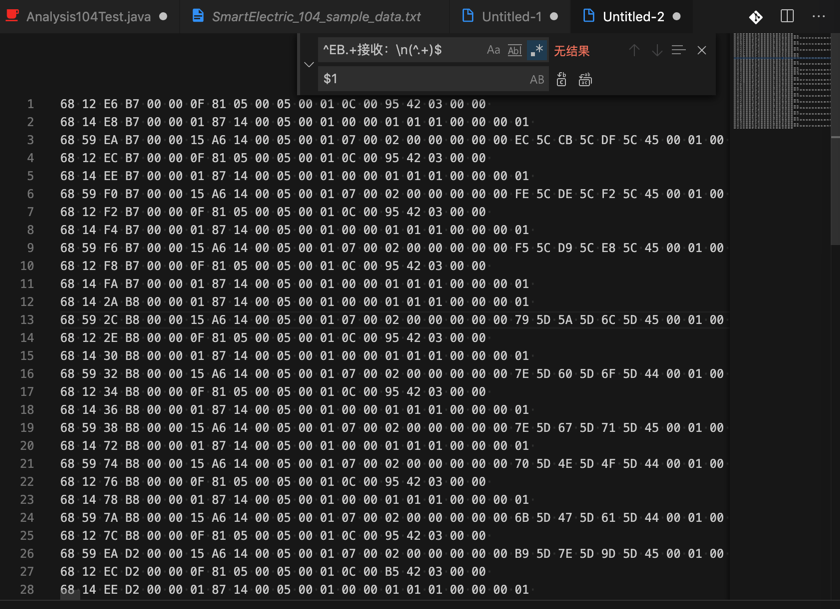 Analysis104Test.java
SmartElectric_104_sample_data.txt
Untitled-1
Untitled-2
^EB.+接收: \n(^.+)$
Aa
Abl
.*
无结果
$1
AB
1 68 12 E6 B7 00 00 0F 81 05 00 05 00 01 0C 00 95 42 03 00 00
2 68 14 E8 B7 00 00 01 87 14 00 05 00 01 00 01 01 01 00 00 00 01
3 68 59 EA B7 00 00 15 A6 14 00 05 00 01 07 00 02 00 00 00 00 00 EC 5C CB 5C DF 5C 45 00 01 00
4 68 12 EC B7 00 00 0F 81 05 00 05 00 01 0C 00 95 42 03 00 00
5 68 14 EE B7 00 00 01 87 14 00 05 00 01 00 01 01 01 00 00 00 01
6 68 59 F0 B7 00 00 15 A6 14 00 05 00 01 07 00 02 00 00 00 00 00 FE 5C DE 5C F2 5C 45 00 01 00
7 68 12 F2 B7 00 00 0F 81 05 00 05 00 01 0C 00 95 42 03 00 00
8 68 14 F4 B7 00 00 01 87 14 00 05 00 01 00 01 01 01 00 00 00 01
9 68 59 F6 B7 00 00 15 A6 14 00 05 00 01 07 00 02 00 00 00 00 00 F5 5C D9 5C E8 5C 45 00 01 00
10 68 12 F8 B7 00 00 0F 81 05 00 05 00 01 0C 00 95 42 03 00 00
11 68 14 FA B7 00 00 01 87 14 00 05 00 01 00 01 01 01 00 00 00 01
12 68 14 2A B8 00 00 01 87 14 00 05 00 01 00 01 01 01 00 00 00 01
13 68 59 2C B8 00 00 15 A6 14 00 05 00 01 07 00 02 00 00 00 00 00 79 5D 5A 5D 6C 5D 45 00 01 00
14 68 12 2E B8 00 00 0F 81 05 00 05 00 01 0C 00 95 42 03 00 00
15 68 14 30 B8 00 00 01 87 14 00 05 00 01 00 01 01 01 00 00 00 01
16 68 59 32 B8 00 00 15 A6 14 00 05 00 01 07 00 02 00 00 00 00 00 7E 5D 60 5D 6F 5D 44 00 01 00
17 68 12 34 B8 00 00 0F 81 05 00 05 00 01 0C 00 95 42 03 00 00
18 68 14 36 B8 00 00 01 87 14 00 05 00 01 00 01 01 01 00 00 00 01
19 68 59 38 B8 00 00 15 A6 14 00 05 00 01 07 00 02 00 00 00 00 00 7E 5D 67 5D 71 5D 45 00 01 00
20 68 14 72 B8 00 00 01 87 14 00 05 00 01 00 01 01 01 00 00 00 01
21 68 59 74 B8 00 00 15 A6 14 00 05 00 01 07 00 02 00 00 00 00 00 70 5D 4E 5D 4F 5D 44 00 01 00
22 68 12 76 B8 00 00 0F 81 05 00 05 00 01 0C 00 95 42 03 00 00
23 68 14 78 B8 00 00 01 87 14 00 05 00 01 00 01 01 01 00 00 00 01
24 68 59 7A B8 00 00 15 A6 14 00 05 00 01 07 00 02 00 00 00 00 00 6B 5D 47 5D 61 5D 44 00 01 00
25 68 12 7C B8 00 00 0F 81 05 00 05 00 01 0C 00 95 42 03 00 00
26 68 59 EA D2 00 00 15 A6 14 00 05 00 01 07 00 02 00 00 00 00 00 B9 5D 7E 5D 9D 5D 45 00 01 00
27 68 12 EC D2 00 00 0F 81 05 00 05 00 01 0C 00 B5 42 03 00 00
28 68 14 EE D2 00 00 01 87 14 00 05 00 01 00 01 01 01 00 00 00 01